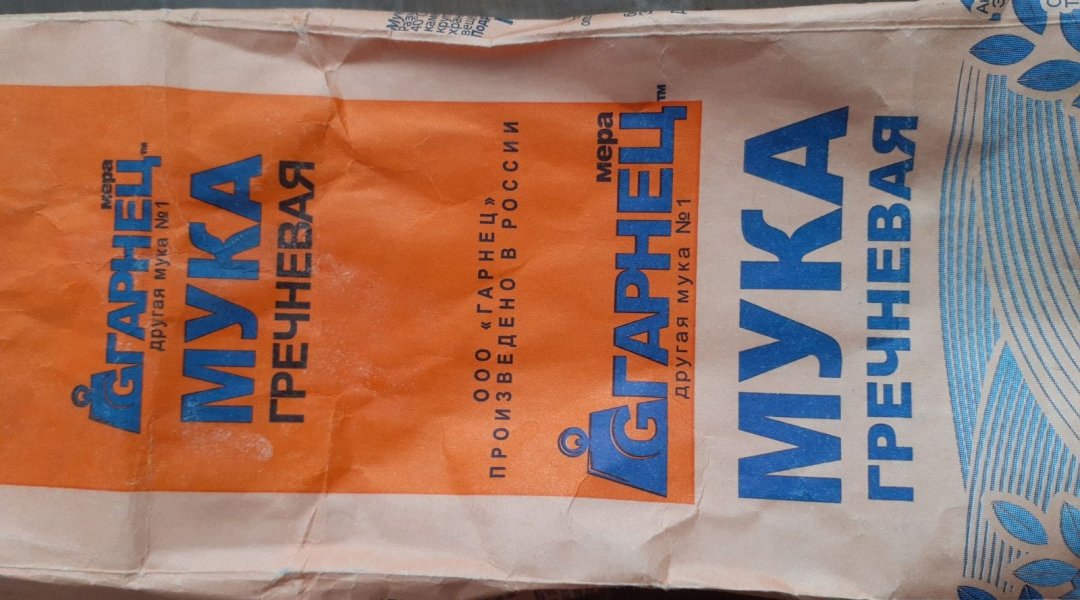 мера
ГАРНЕЦ™
другая мука №1
МУКА
ГРЕЧНЕВАЯ
ООО «ГАРНЕЦ»
ПРОИЗВЕДЕНО В РОССИИ
мера
G ГАРНЕЦ™
другая мука №1
МУКА
ГРЕЧНЕВАЯ